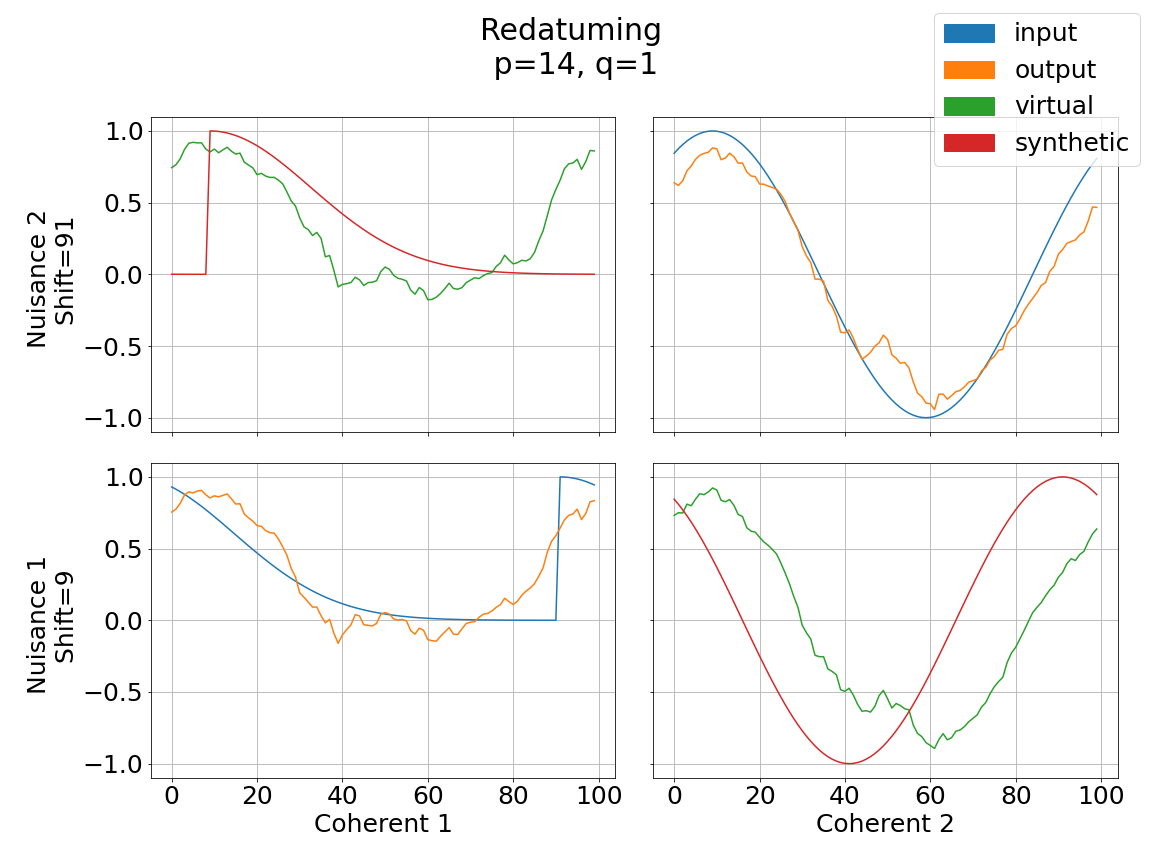 Redatuming
p=14, q=1
input
output
virtual
synthetic
Nuisance 2
Shift=91
1.0
0.5
0.0
−0.5
−1.0
Nuisance 1
Shift=9
1.0
0.5
0.0
−0.5
−1.0
0 20 40 60 80 100
Coherent 1
0 20 40 60 80 100
Coherent 2